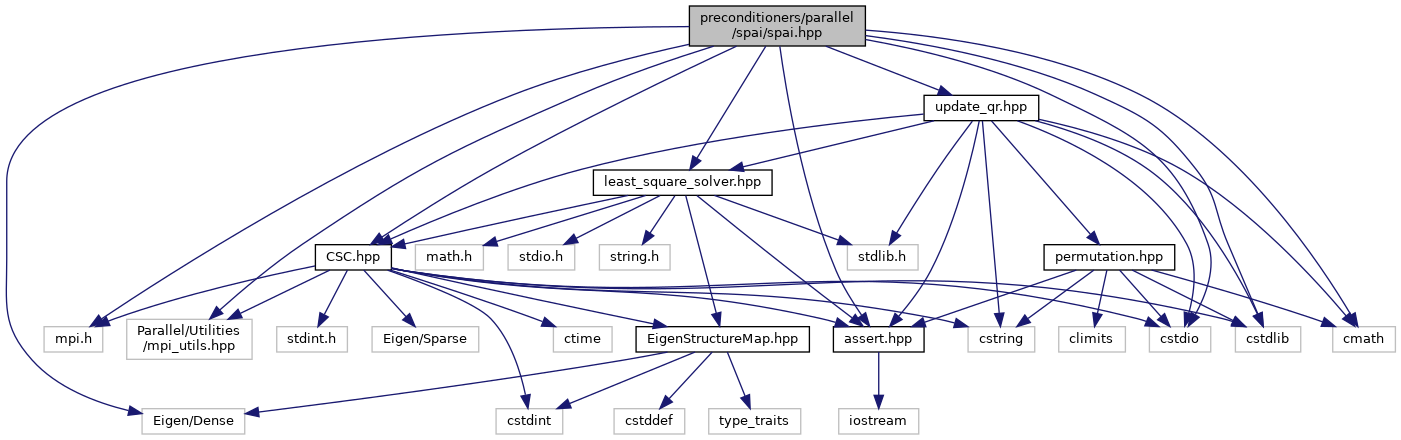 preconditioners/parallel
/spai/spai.hpp
update_qr.hpp
least_square_solver.hpp
CSC.hpp
math.h
stdio.h
string.h
stdlib.h
permutation.hpp
mpi.h
Parallel/Utilities
/mpi_utils.hpp
stdint.h
Eigen/Sparse
ctime
EigenStructureMap.hpp
assert.hpp
cstring
climits
cstdio
cstdlib
cmath
Eigen/Dense
cstdint
cstddef
type_traits
iostream